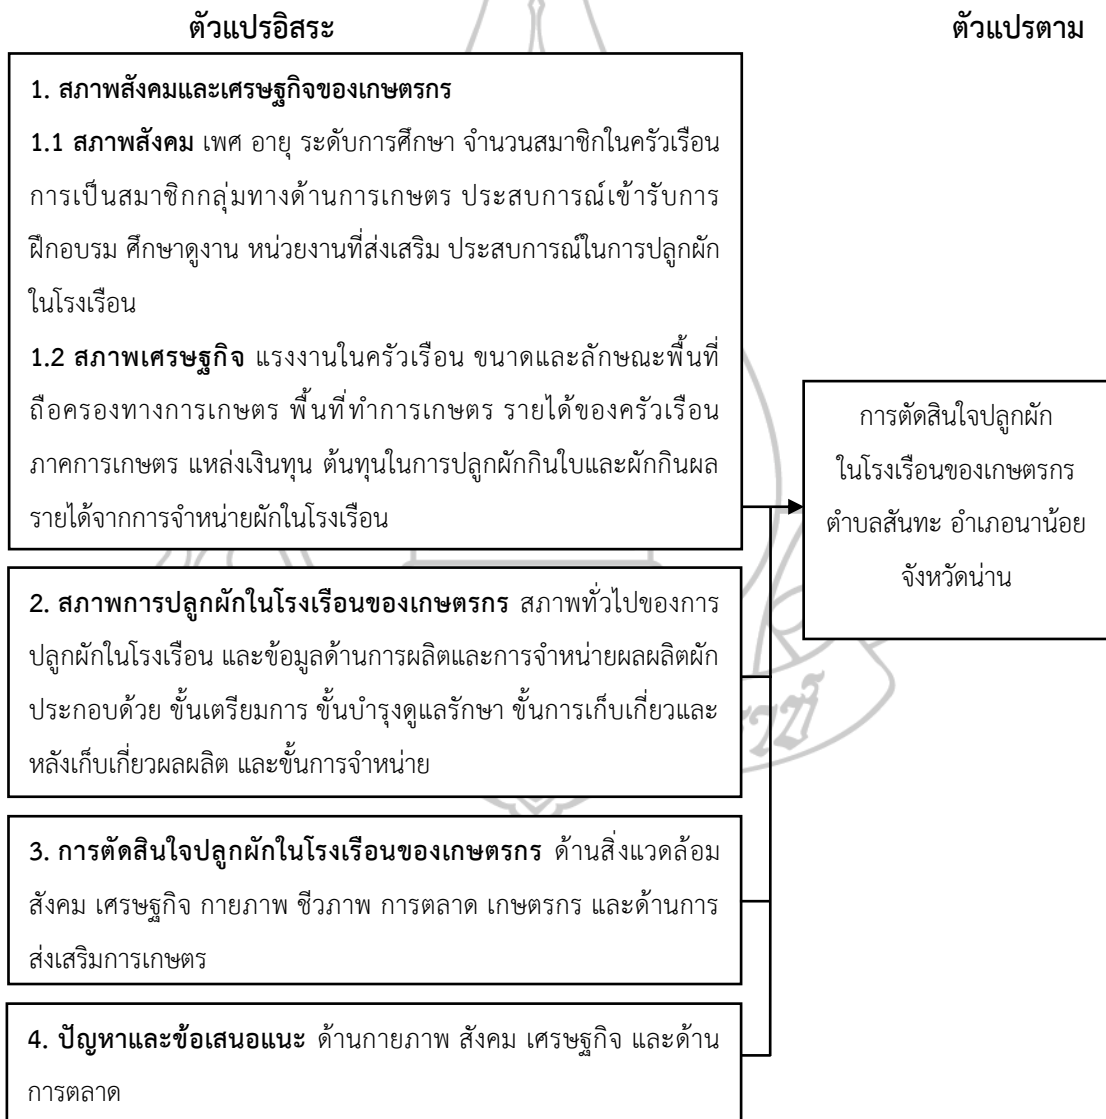 ตัวแปรอิสระ
ตัวแปรตาม
1. สภาพสังคมและเศรษฐกิจของเกษตรกร
1.1 สภาพสังคม เพศ อายุ ระดับการศึกษา จำนวนสมาชิกในครัวเรือน
การเป็นสมาชิกกลุ่มทางด้านการเกษตร ประสบการณ์เข้ารับการ
ฝึกอบรม ศึกษาดูงาน หน่วยงานที่ส่งเสริม ประสบการณ์ในการปลูกผัก
ในโรงเรือน
1.2 สภาพเศรษฐกิจ แรงงานในครัวเรือน ขนาดและลักษณะพื้นที่
ถือครองทางการเกษตร พื้นที่ทำการเกษตร รายได้ของครัวเรือน
ภาคการเกษตร แหล่งเงินทุน ต้นทุนในการปลูกผักกินใบและผักกินผล
รายได้จากการจำหน่ายผักในโรงเรือน
การตัดสินใจปลูกผัก
ในโรงเรือนของเกษตรกร
ตำบลสันทะ อำเภอนาน้อย
จังหวัดน่าน
2. สภาพการปลูกผักในโรงเรือนของเกษตรกร สภาพทั่วไปของการ
ปลูกผักในโรงเรือน และข้อมูลด้านการผลิตและการจำหน่ายผลผลิตผัก
ประกอบด้วย ขั้นเตรียมการ ขั้นบำรุงดูแลรักษา ขั้นการเก็บเกี่ยวและ
หลังเก็บเกี่ยวผลผลิต และขั้นการจำหน่าย
3. การตัดสินใจปลูกผักในโรงเรือนของเกษตรกร ด้านสิ่งแวดล้อม
สังคม เศรษฐกิจ กายภาพ ชีวภาพ การตลาด เกษตรกร และด้านการ
ส่งเสริมการเกษตร
4. ปัญหาและข้อเสนอแนะ ด้านกายภาพ สังคม เศรษฐกิจ และด้าน
การตลาด